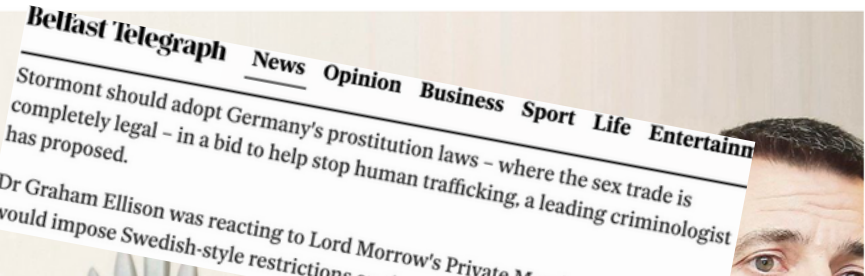 Belfast Telegraph News Opinion Business Sport Life
Stormont should adopt Germany's prostitution laws – where the sex trade is
completely legal – in a bid to help stop human trafficking, a leading criminologist
has proposed.
Dr Graham Ellison was reacting to Lord Morrow's Private
would impose Swedish-style restrictions